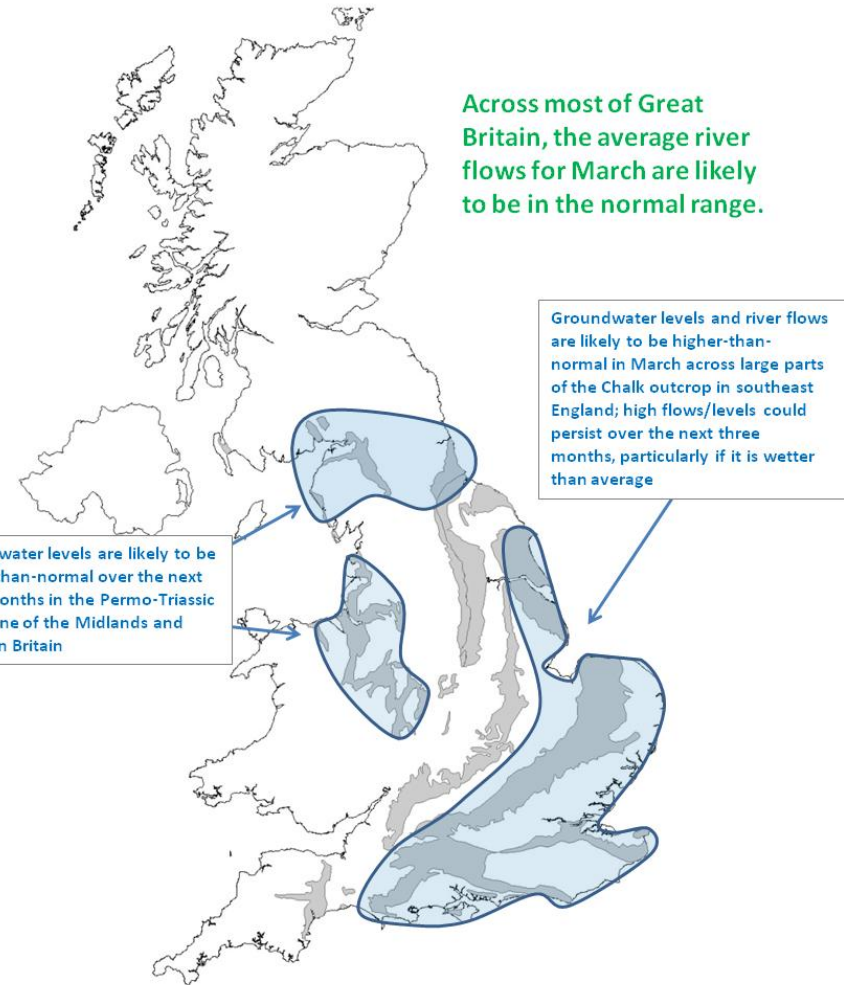 Across most of Great
Britain, the average river
flows for March are likely
to be in the normal range.
Groundwater levels and river flows
are likely to be higher-than-
normal in March across large parts
of the Chalk outcrop in southeast
England; high flows/levels could
persist over the next three
months, particularly if it is wetter
than average
water levels are likely to be
than-normal over the next
onths in the Permo-Triassic
ne of the Midlands and
n Britain